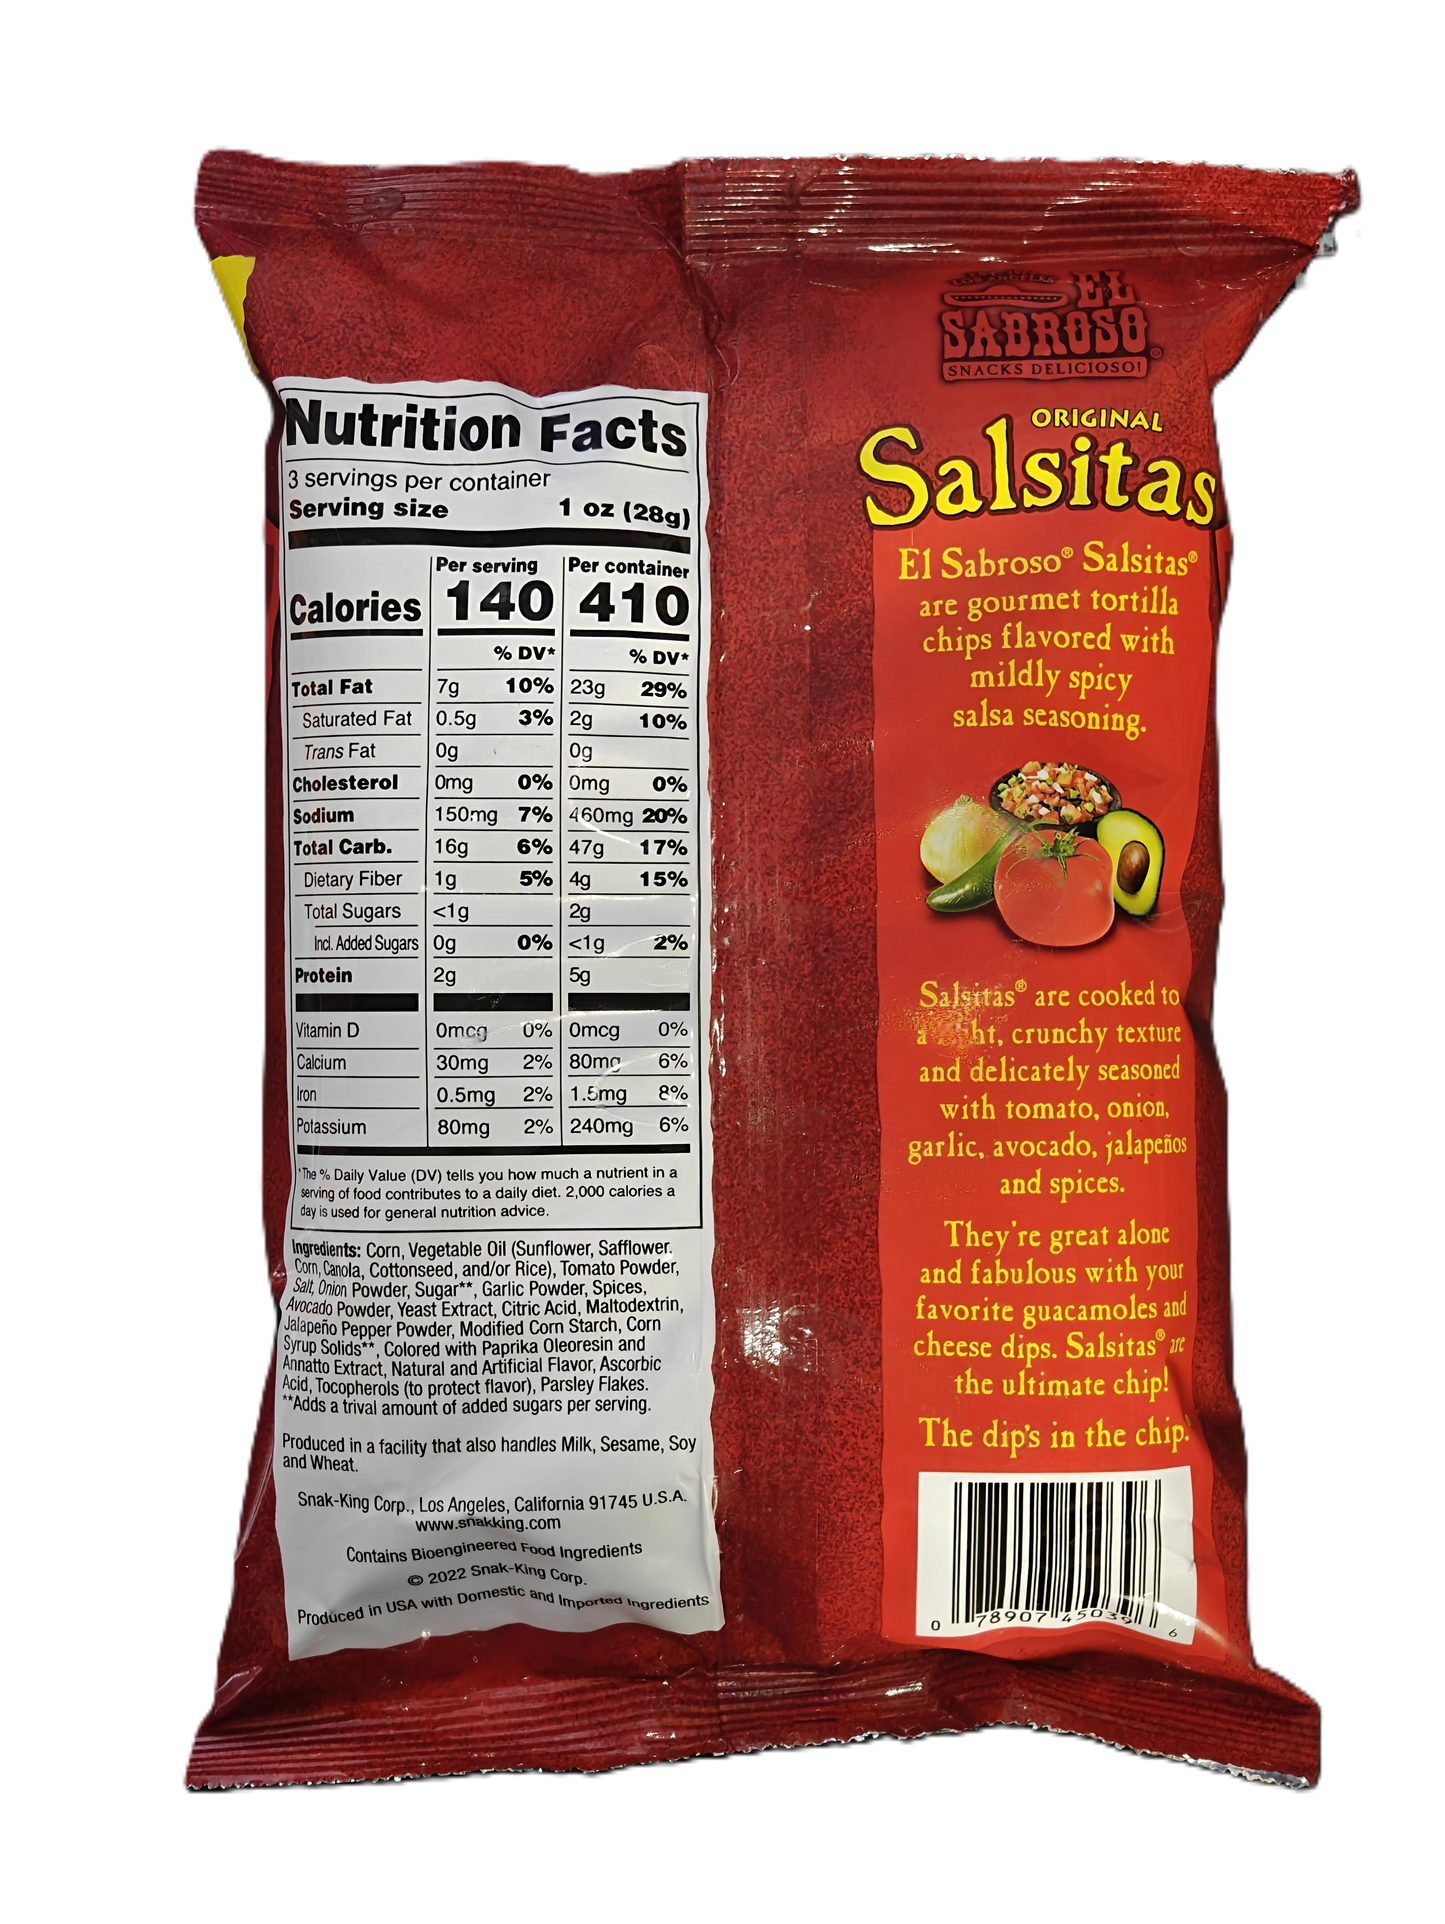 Nutrition Facts
3 servings per container
Serving size 1 oz (28g)
Per serving Per container
Calories 140 410
% DV* % DV*
Total Fat 7g 10% 23g 29%
Saturated Fat 0.5g 3% 2g 10%
Trans Fat 0g 0g
Cholesterol 0mg 0% 0mg 0%
Sodium 150mg 7% 460mg 20%
Total Carb. 16g 6% 47g 17%
Dietary Fiber 1g 5% 4g 15%
Total Sugars <1g 2g
Incl. Added Sugars 0g 0% <1g 2%
Protein 2g 5g
Vitamin D 0mcg 0% 0mcg 0%
Calcium 30mg 2% 80mg 6%
Iron 0.5mg 2% 1.5mg 8%
Potassium 80mg 2% 240mg 6%
*The % Daily Value (DV) tells you how much a nutrient in a
serving of food contributes to a daily diet. 2,000 calories a
day is used for general nutrition advice.
Ingredients: Corn, Vegetable Oil (Sunflower, Safflower.
Corn, Canola, Cottonseed, and/or Rice), Tomato Powder,
Salt, Onion Powder, Sugar**, Garlic Powder, Spices,
Avocado Powder, Yeast Extract, Citric Acid, Maltodextrin,
Jalapeño Pepper Powder, Modified Corn Starch, Corn
Syrup Solids**, Colored with Paprika Oleoresin and
Annatto Extract, Natural and Artificial Flavor, Ascorbic
Acid, Tocopherols (to protect flavor), Parsley Flakes.
**Adds a trival amount of added sugars per serving.
Produced in a facility that also handles Milk, Sesame, Soy
and Wheat.
Snak-King Corp., Los Angeles, California 91745 U.S.A.
www.snakking.com
Contains Bioengineered Food Ingredients
© 2022 Snak-King Corp.
Produced in USA with Domestic and Imported Ingredients
EL
SABROSO®
SNACKS DELICIOSO!
ORIGINAL
Salsitas
El Sabroso® Salsitas®
are gourmet tortilla
chips flavored with
mildly spicy
salsa seasoning.
Salsitas® are cooked to
a light, crunchy texture
and delicately seasoned
with tomato, onion,
garlic, avocado, jalapeños
and spices.
They're great alone
and fabulous with your
favorite guacamoles and
cheese dips. Salsitas® are
the ultimate chip!
The dip's in the chip.®
0 78907 45039 6